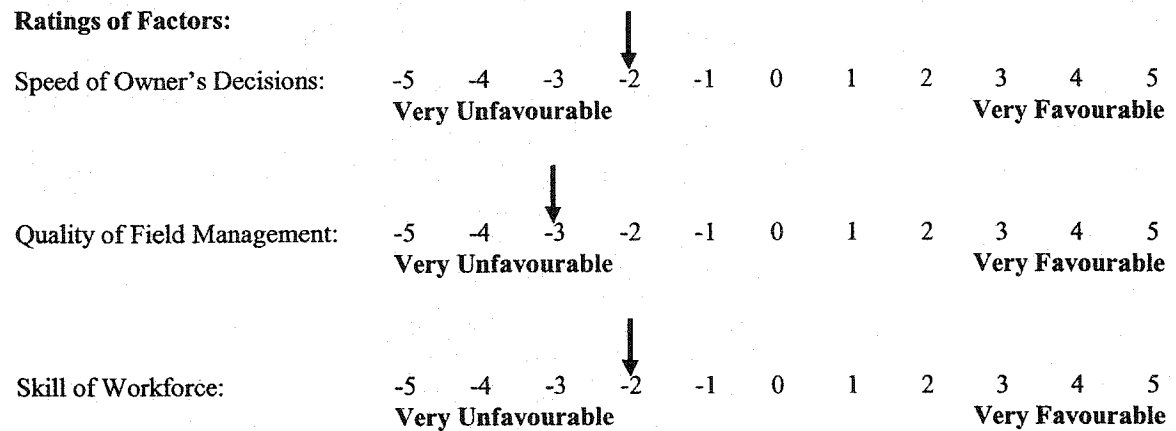 Ratings of Factors:
Speed of Owner's Decisions: -5 -4 -3 -2 -1 0 1 2 3 4 5
Very Unfavourable Very Favourable
Quality of Field Management: -5 -4 -3 -2 -1 0 1 2 3 4 5
Very Unfavourable Very Favourable
Skill of Workforce: -5 -4 -3 -2 -1 0 1 2 3 4 5
Very Unfavourable Very Favourable